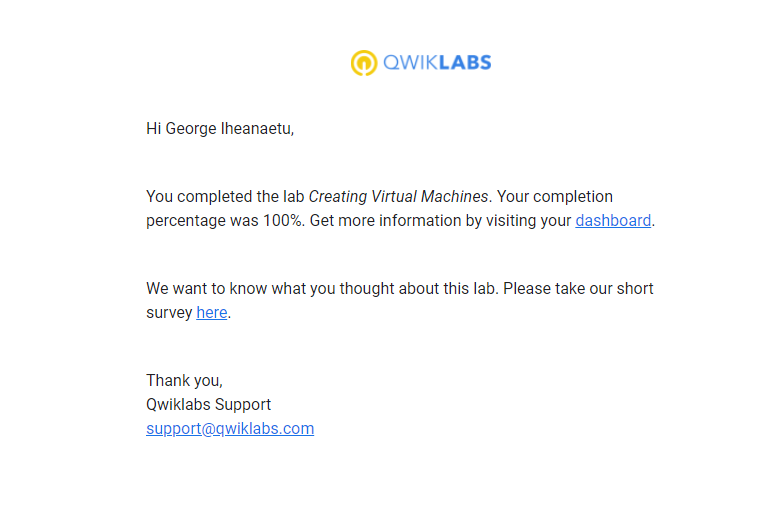 QWIKLABS
Hi George Iheanaetu,
You completed the lab Creating Virtual Machines. Your completion
percentage was 100%. Get more information by visiting your dashboard.
We want to know what you thought about this lab. Please take our short
survey here.
Thank you,
Qwiklabs Support
support@qwiklabs.com